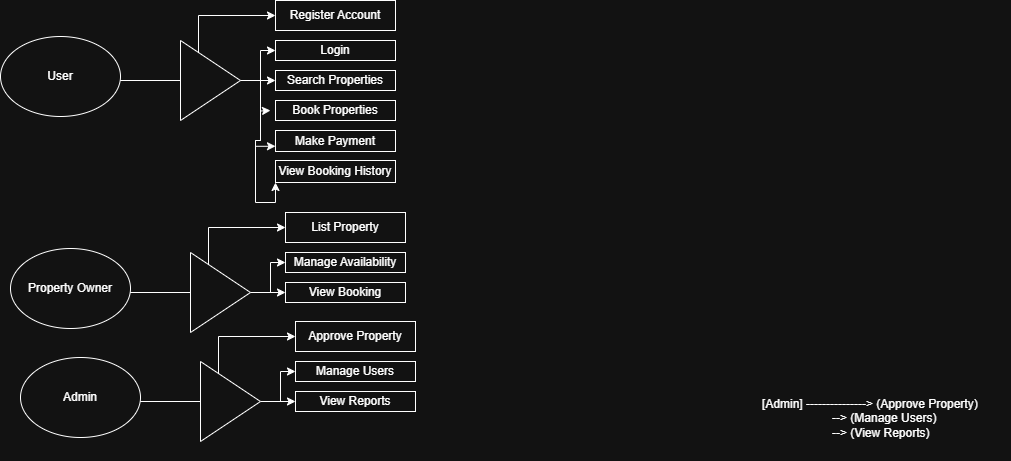 Register Account
Login
User
Search Properties
Book Properties
Make Payment
View Booking History
List Property
Manage Availability
Property Owner
View Booking
Approve Property
Manage Users
Admin
View Reports
[Admin] ---------------> (Approve Property)
--> (Manage Users)
--> (View Reports)